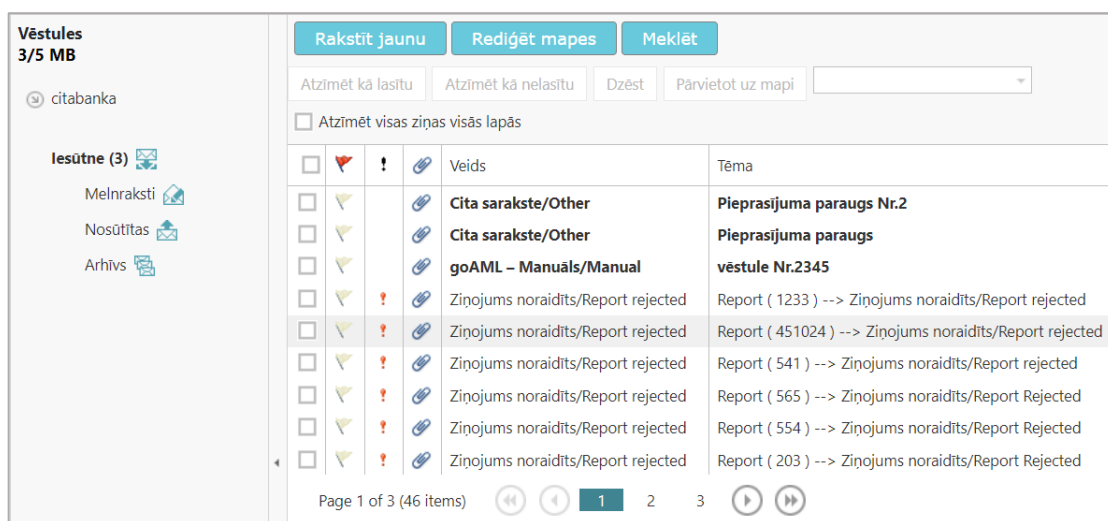 Vēstules
3/5 MB
citabanka
Iesūtne (3)
Melnraksti
Nosūtītas
Arhīvs
Rakstīt jaunu Rediģēt mapes Meklēt
Atzīmēt kā lasītu Atzīmēt kā nelasītu Dzēst Pārvietot uz mapi
Atzīmēt visas ziņas visās lapās
Veids Tēma
Cita sarakste/Other Pieprasījuma paraugs Nr.2
Cita sarakste/Other Pieprasījuma paraugs
goAML – Manuāls/Manual vēstule Nr.2345
Ziņojums noraidīts/Report rejected Report ( 1233 ) --> Ziņojums noraidīts/Report rejected
Ziņojums noraidīts/Report rejected Report ( 451024 ) --> Ziņojums noraidīts/Report rejected
Ziņojums noraidīts/Report rejected Report ( 541 ) --> Ziņojums noraidīts/Report rejected
Ziņojums noraidīts/Report rejected Report ( 565 ) --> Ziņojums noraidīts/Report Rejected
Ziņojums noraidīts/Report rejected Report ( 554 ) --> Ziņojums noraidīts/Report Rejected
Ziņojums noraidīts/Report rejected Report ( 203 ) --> Ziņojums noraidīts/Report Rejected
Page 1 of 3 (46 items) 1 2 3